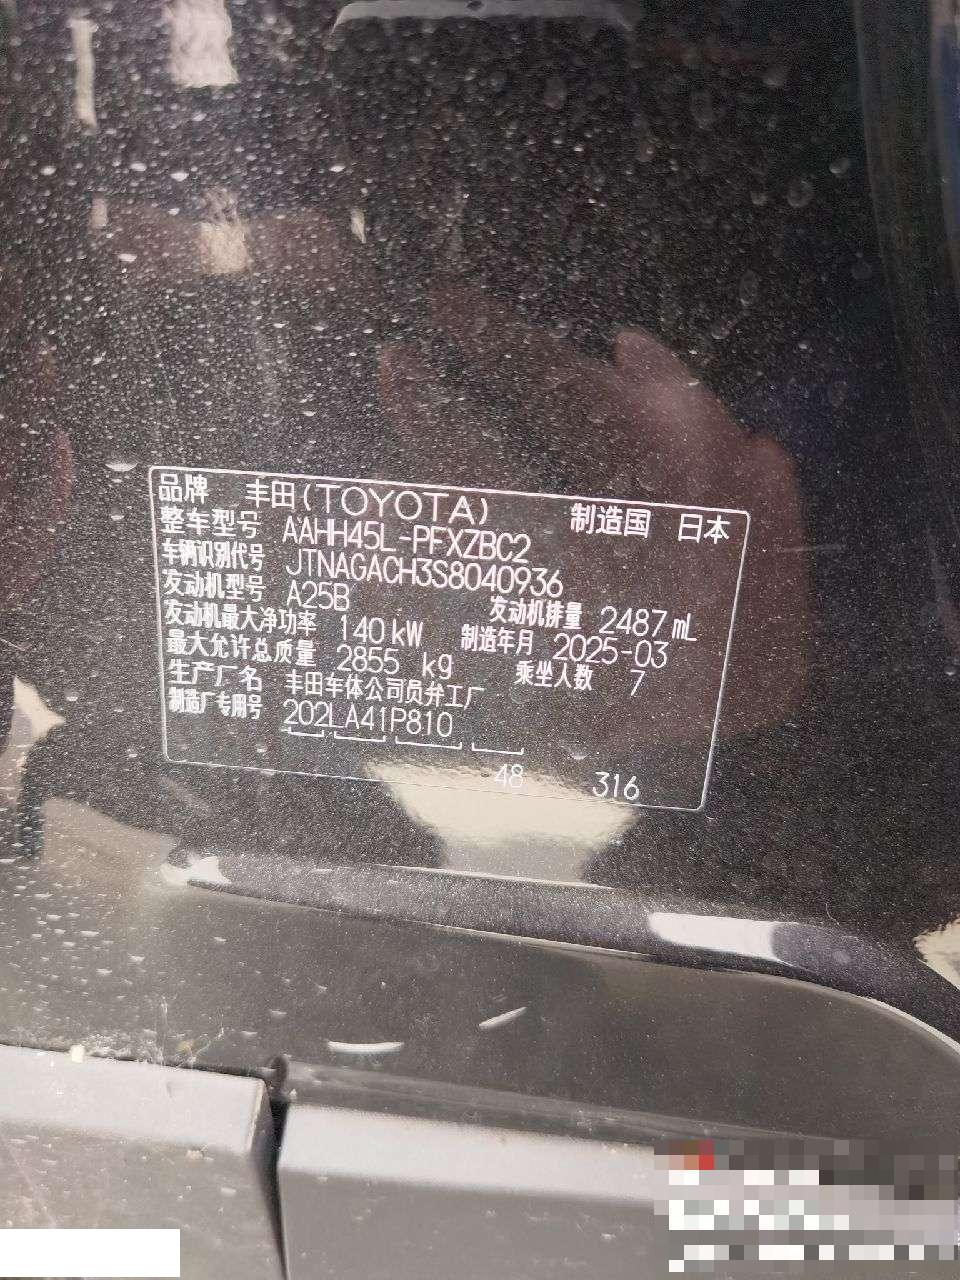 品牌 丰田(TOYOTA) 制造国 日本
整车型号 AAHH45L-PFXZBC2
车辆识别代号 JTNAGACH3S8040936
发动机型号 A25B 发动机排量 2487 mL
发动机最大净功率 140 kW 制造年月 2025-03
最大允许总质量 2855 kg 乘坐人数 7
生产厂名 丰田车体公司员弁工厂
制造厂专用号 202LA41P810
48 316